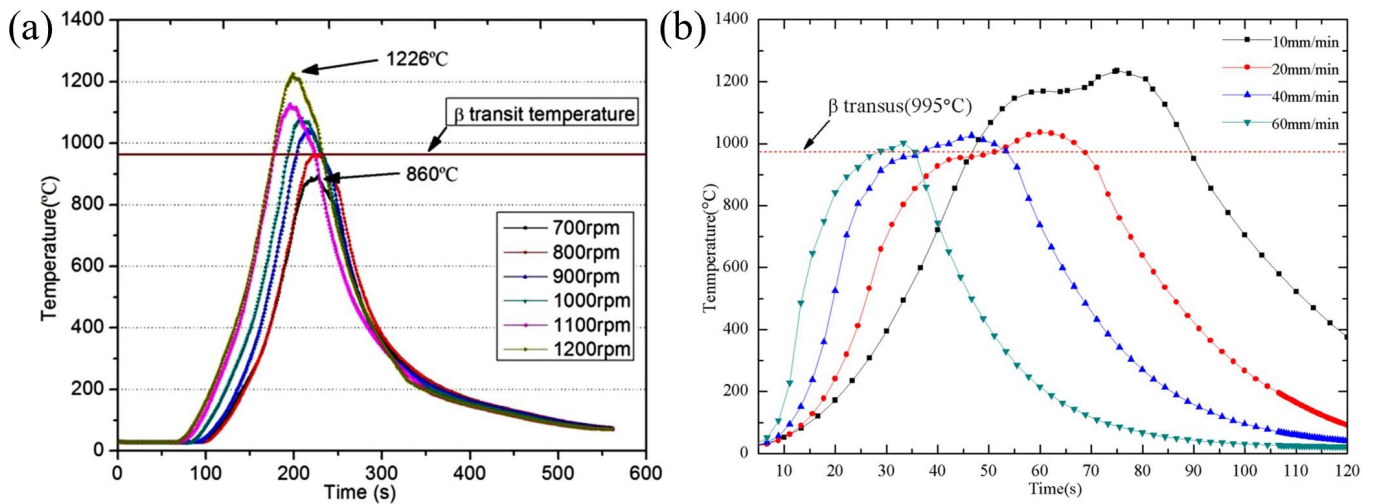 (a)
1400
1200
1000
800
600
400
200
0
Temperature(ºC)
0 100 200 300 400 500 600
Time (s)
1226ºC
β transit temperature
860ºC
700rpm
800rpm
900rpm
1000rpm
1100rpm
1200rpm
(b)
1400
1200
1000
800
600
400
200
0
Temnperature(°C)
10 20 30 40 50 60 70 80 90 100 110 120
Time(s)
β transus(995°C)
10mm/min
20mm/min
40mm/min
60mm/min